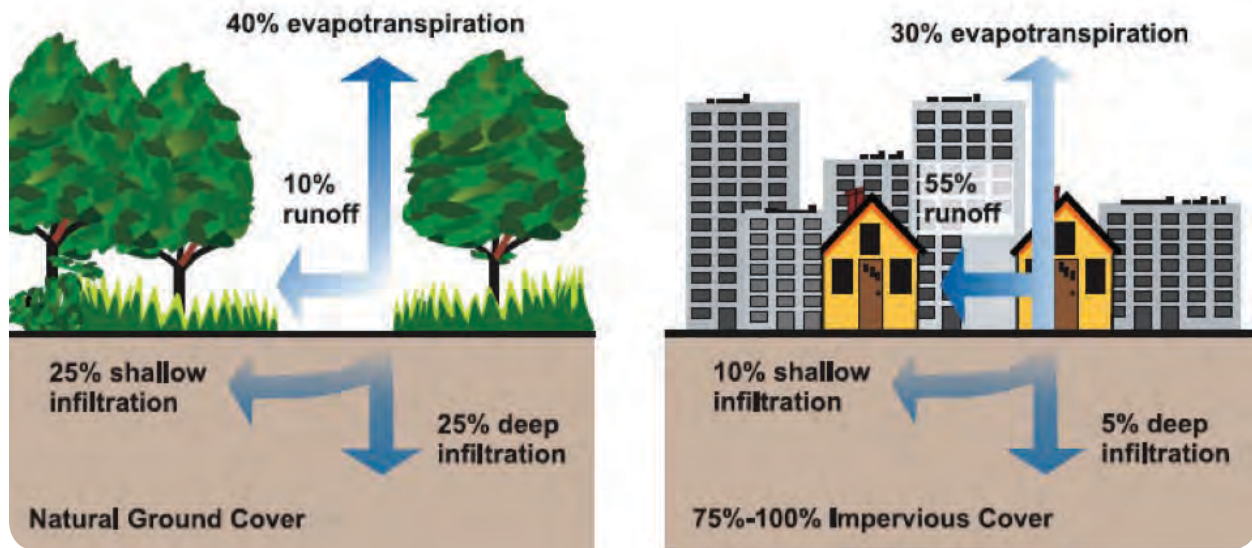 40% evapotranspiration
10%
runoff
25% shallow
infiltration
25% deep
infiltration
Natural Ground Cover
30% evapotranspiration
55%
runoff
10% shallow
infiltration
5% deep
infiltration
75%-100% Impervious Cover